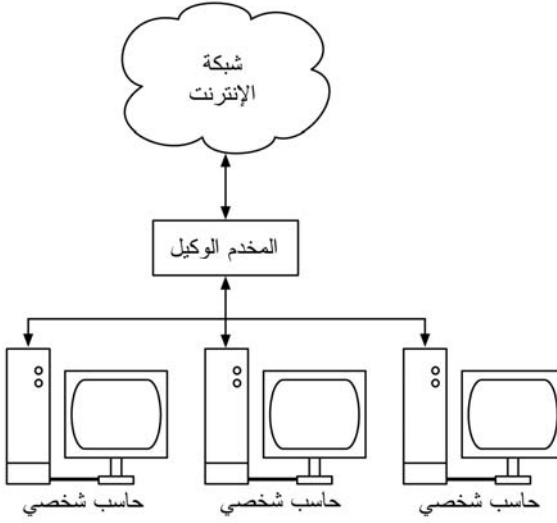 شبكة
الإنترنت
المخدم الوكيل
حاسب شخصي
حاسب شخصي
حاسب شخصي